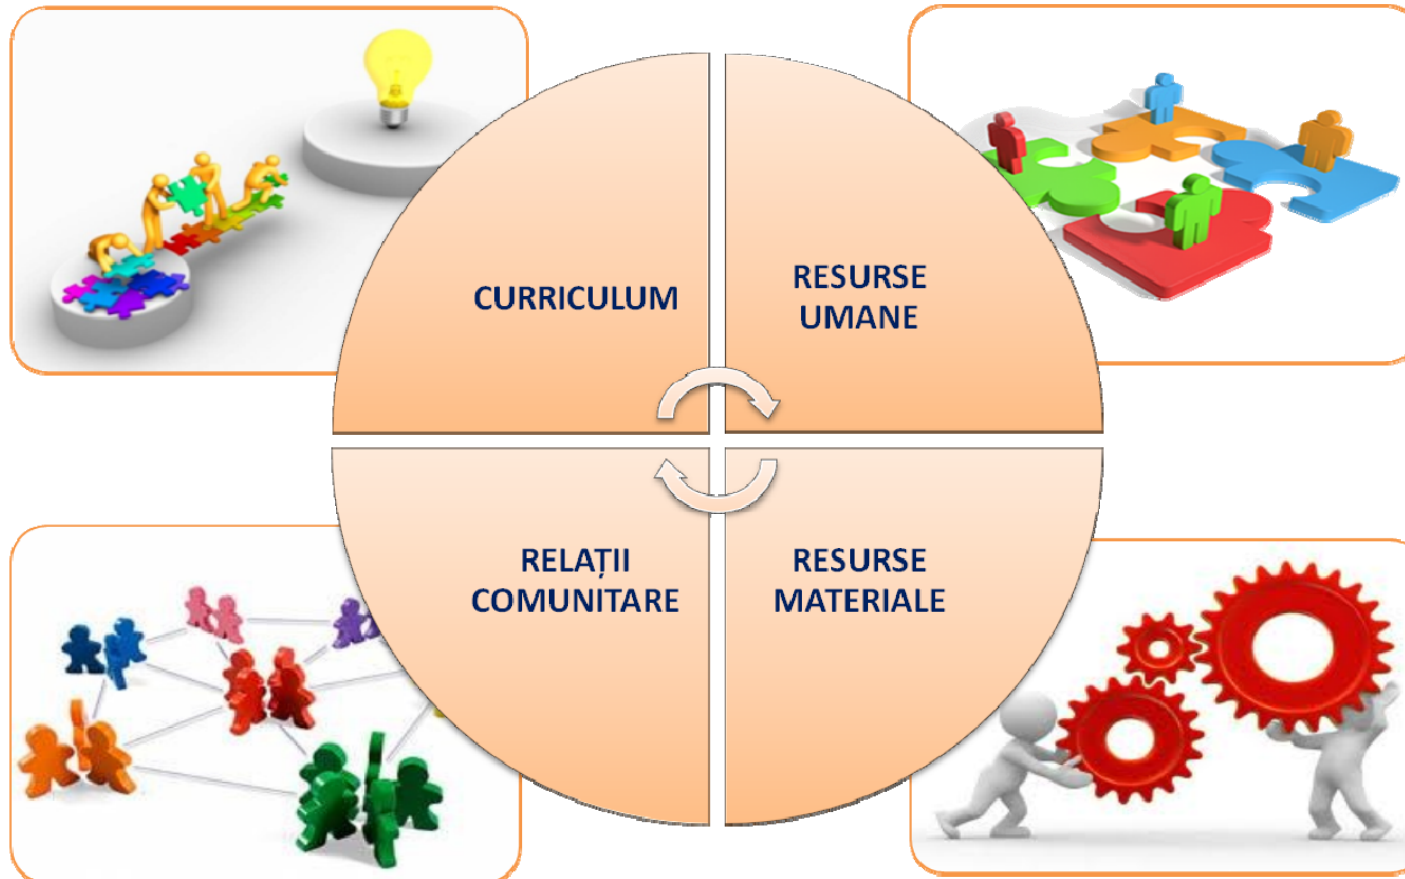 CURRICULUM
RESURSE
UMANE
RELAȚII
COMUNITARE
RESURSE
MATERIALE